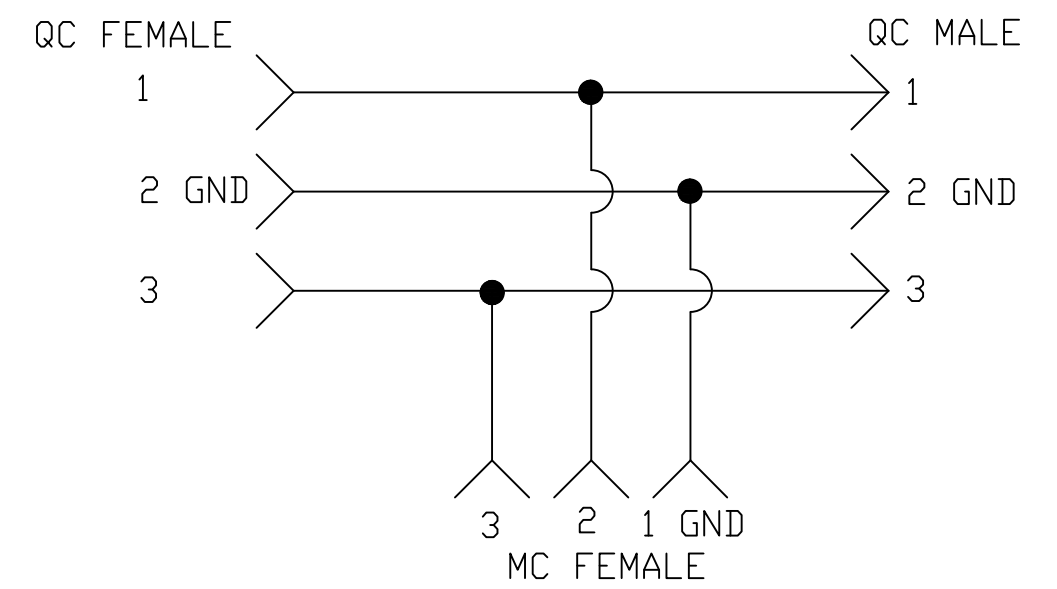 QC FEMALE
QC MALE
1
1
2 GND
2 GND
3
3
3
2
1 GND
MC FEMALE